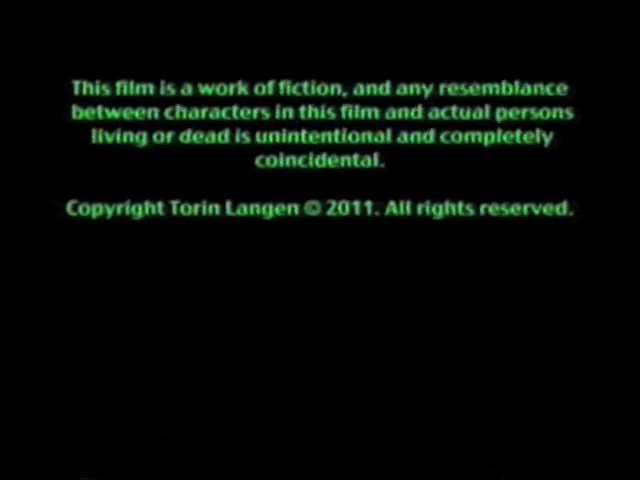 This film is a work of fiction, and any resemblance
between characters in this film and actual persons
living or dead is unintentional and completely
coincidental.
Copyright Torin Langen © 2011. All rights reserved.